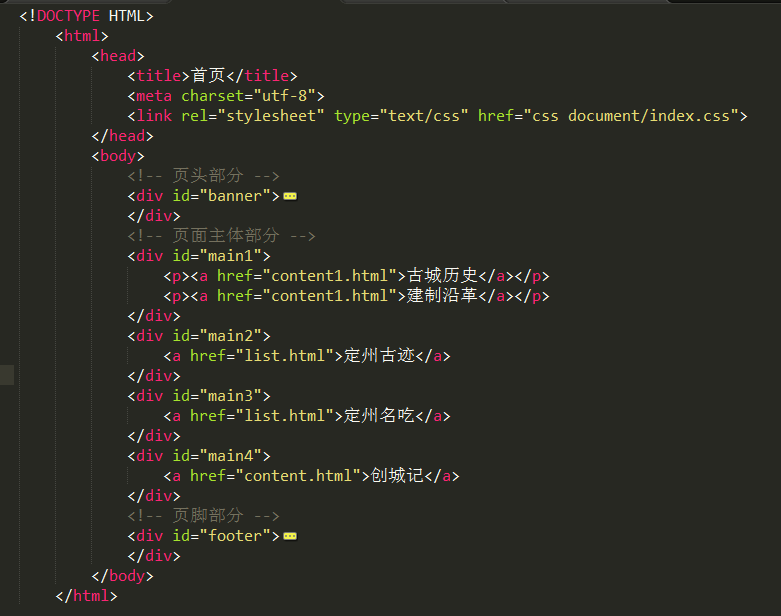 <!DOCTYPE HTML>
<html>
<head>
<title>首页</title>
<meta charset="utf-8">
<link rel="stylesheet" type="text/css" href="css document/index.css">
</head>
<body>
<!-- 页头部分 -->
<div id="banner">
</div>
<!-- 页面主体部分 -->
<div id="main1">
<p><a href="content1.html">古城历史</a></p>
<p><a href="content1.html">建制沿革</a></p>
</div>
<div id="main2">
<a href="list.html">定州古迹</a>
</div>
<div id="main3">
<a href="list.html">定州名吃</a>
</div>
<div id="main4">
<a href="content.html">创城记</a>
</div>
<!-- 页脚部分 -->
<div id="footer">
</div>
</body>
</html>